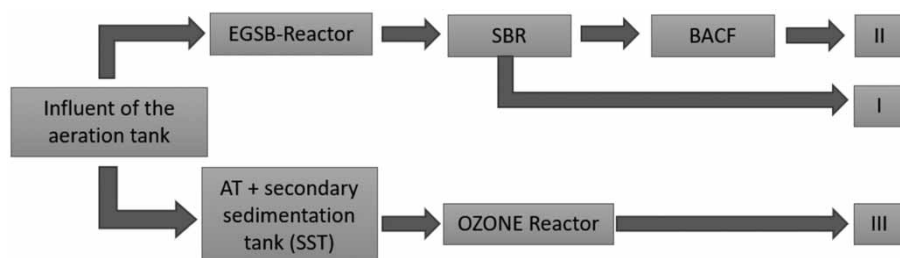 EGSB-Reactor
SBR
BACF
II
I
Influent of the
aeration tank
AT + secondary
sedimentation
tank (SST)
OZONE Reactor
III